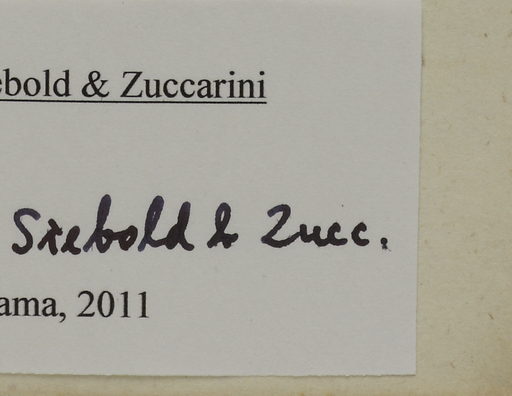 ebold & Zuccarini
Siebold & Zucc.
ama, 2011